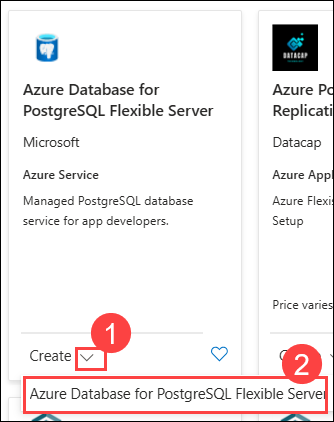 Azure Database for
PostgreSQL Flexible Server
Microsoft
Azure Service
Managed PostgreSQL database
service for app developers.
1
Create
Azure Database for PostgreSQL Flexible Server
DATACAP
Azure Po
Replicati
Datacap
Azure Appl
Azure Flexi
Setup
Price varies
2